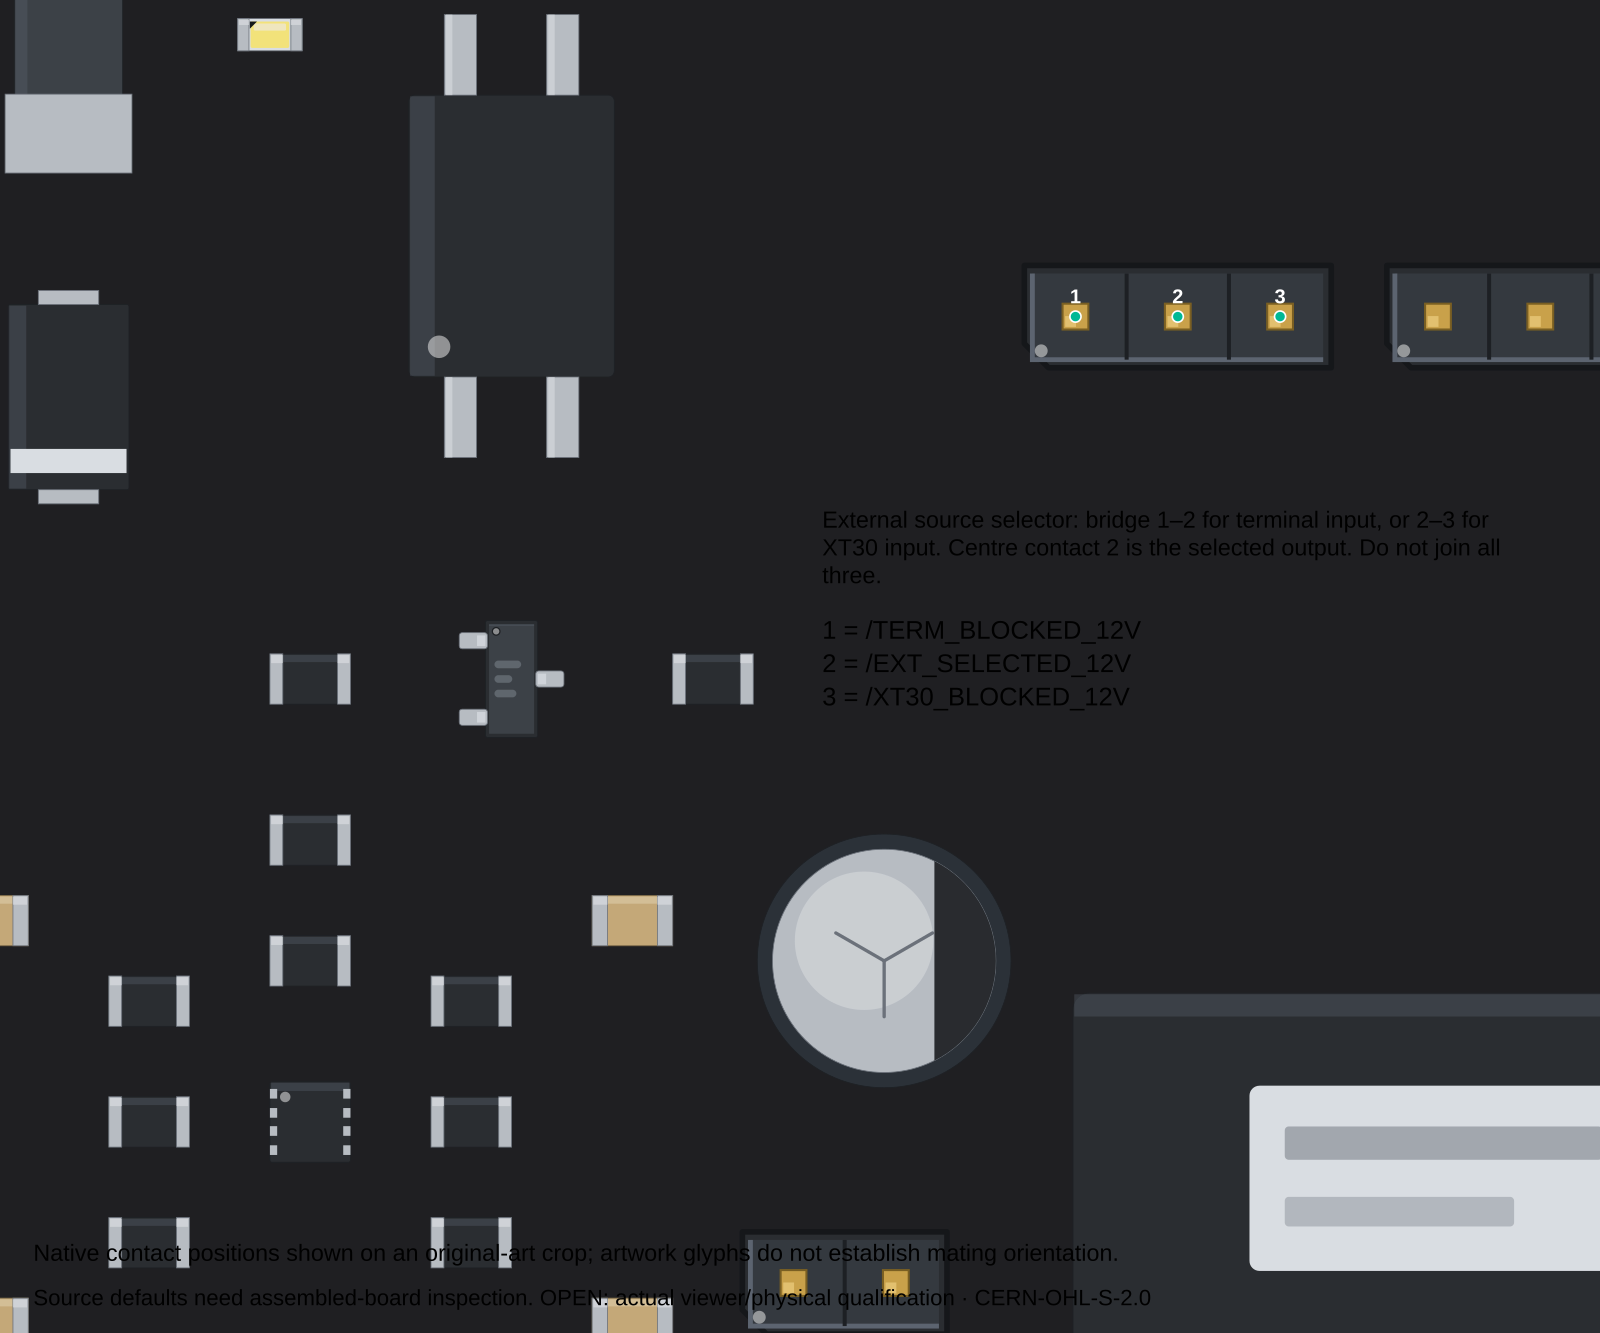 1 2 3
External source selector: bridge 1–2 for terminal input, or 2–3 for
XT30 input. Centre contact 2 is the selected output. Do not join all
three.
1 = /TERM_BLOCKED_12V
2 = /EXT_SELECTED_12V
3 = /XT30_BLOCKED_12V
Native contact positions shown on an original-art crop; artwork glyphs do not establish mating orientation.
Source defaults need assembled-board inspection. OPEN: actual viewer/physical qualification · CERN-OHL-S-2.0